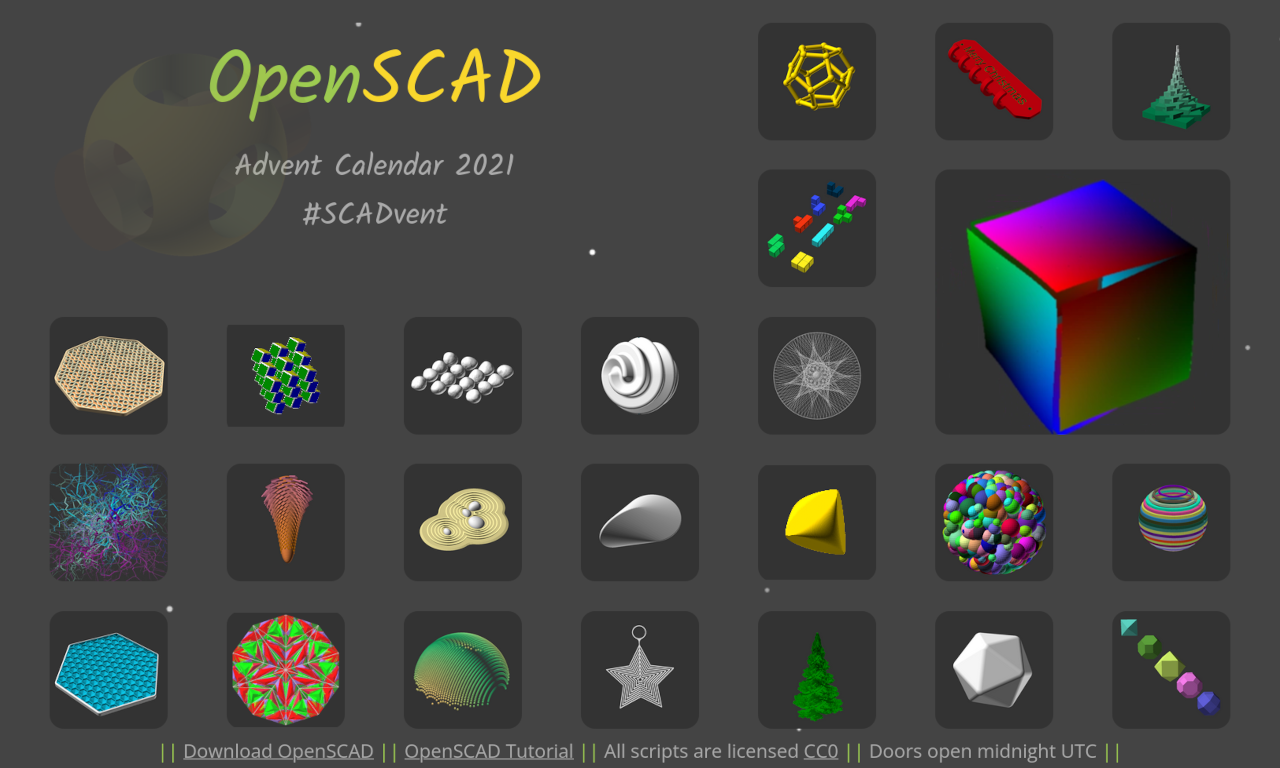 OpenSCAD
Advent Calendar 2021
#SCADvent
|| Download OpenSCAD || OpenSCAD Tutorial || All scripts are licensed CC0 || Doors open midnight UTC ||